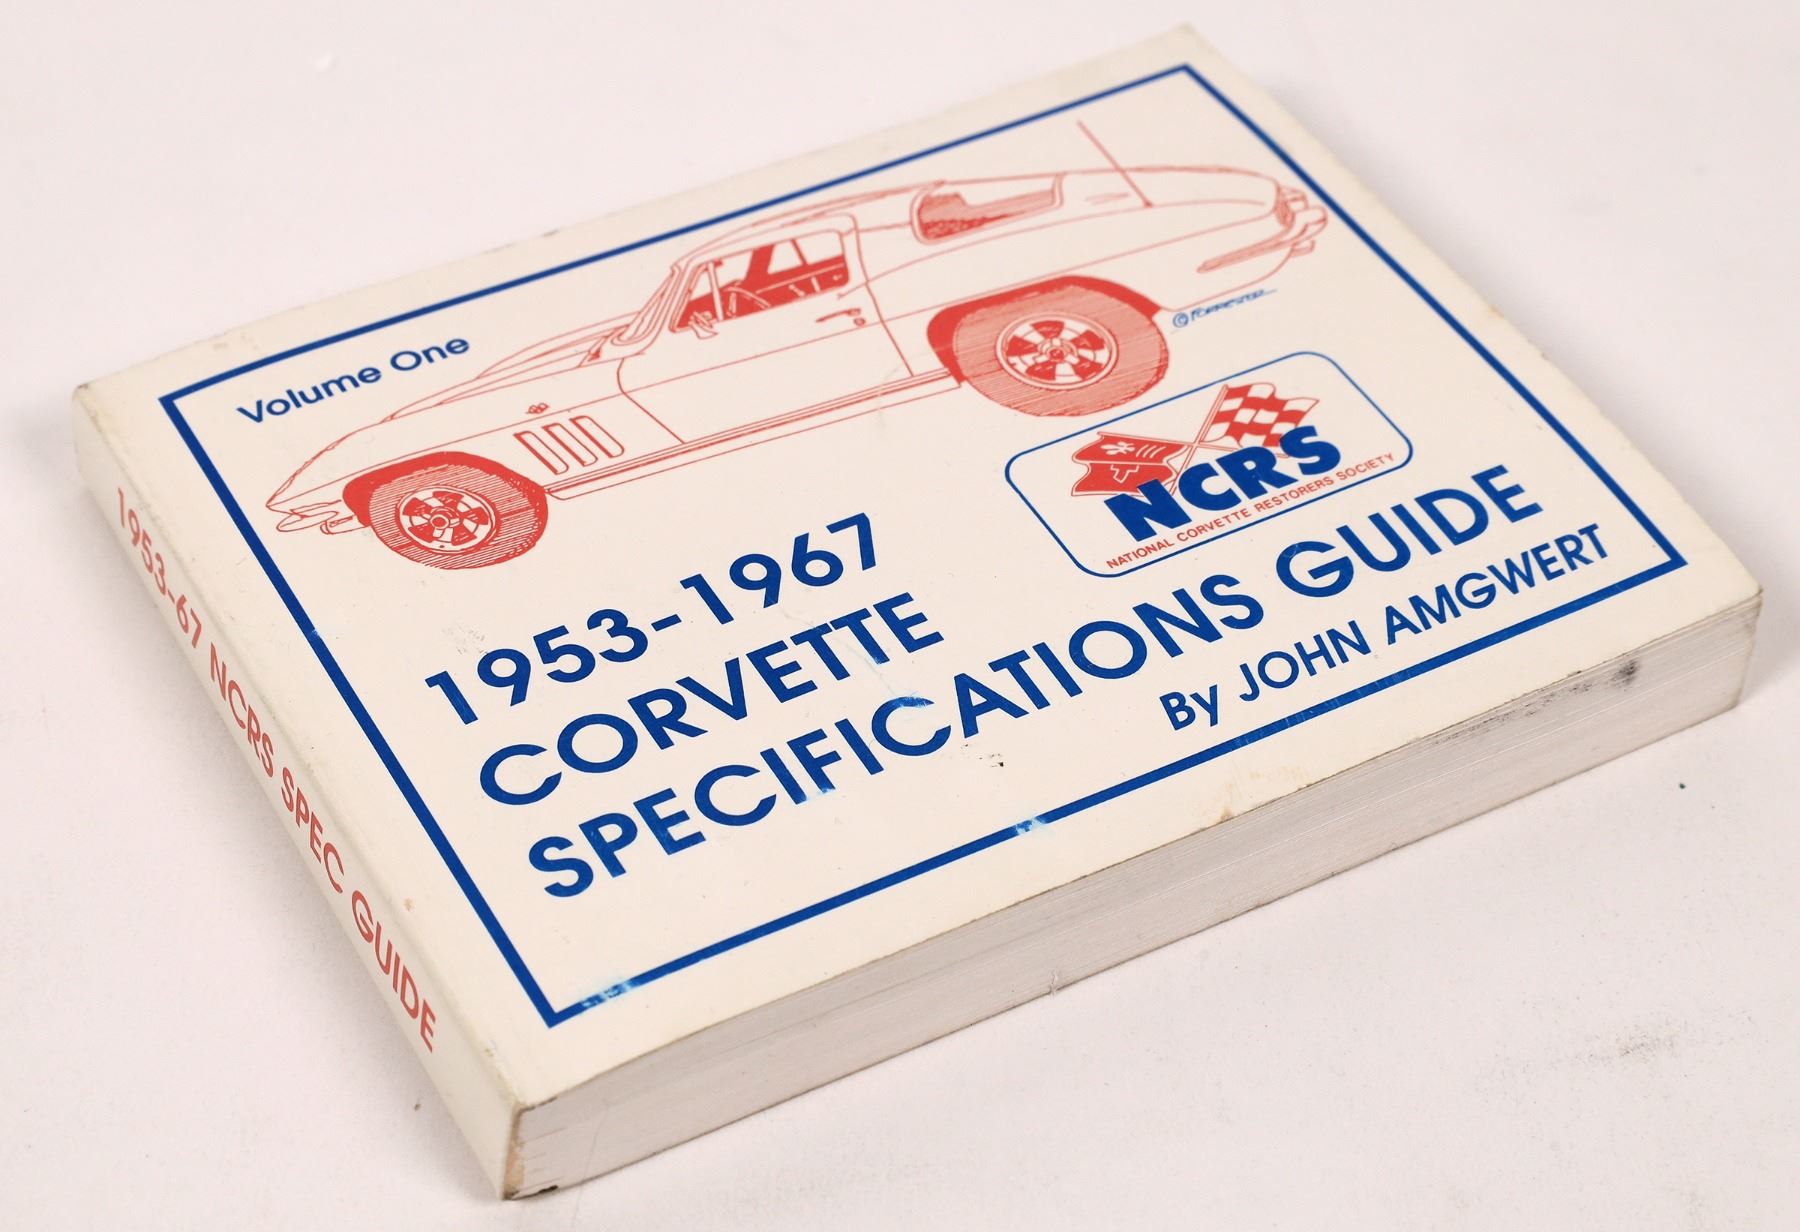 Volume One
©FORRESTER
NCRS
NATIONAL CORVETTE RESTORERS SOCIETY
1953-1967
CORVETTE
SPECIFICATIONS GUIDE
By JOHN AMGWERT
1953-67 NCRS SPEC GUIDE